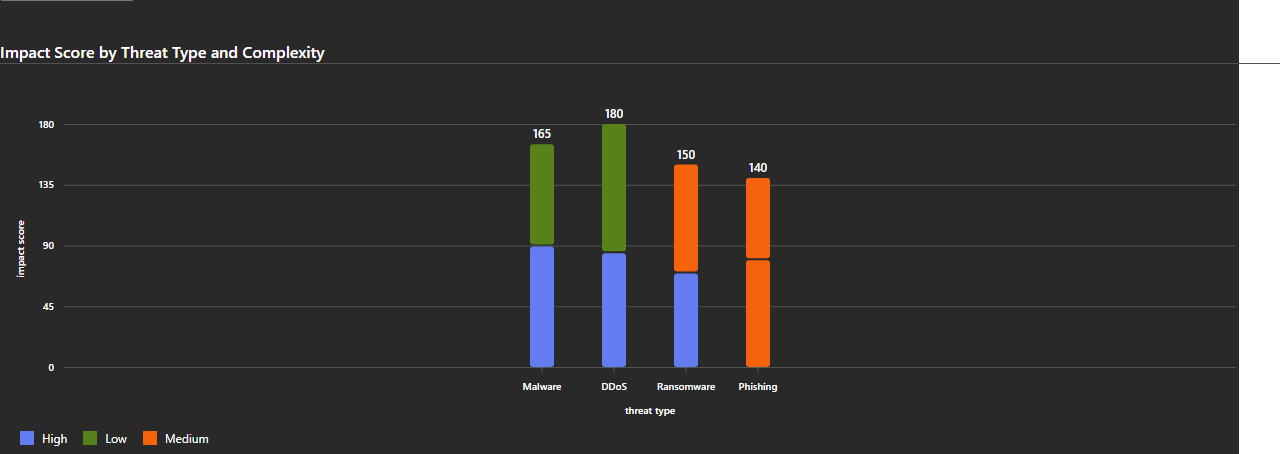 Impact Score by Threat Type and Complexity
180
165
180
150
140
135
90
45
0
impact score
Malware
DDoS
Ransomware
Phishing
threat type
High
Low
Medium